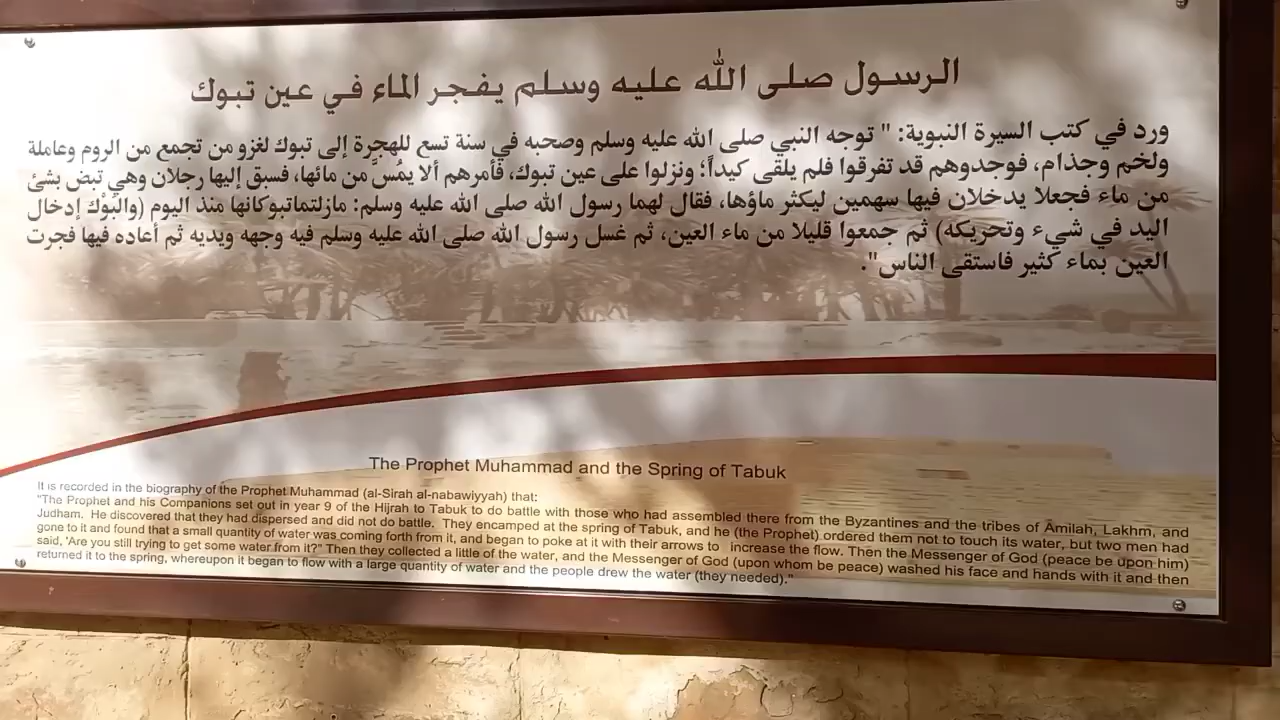 الرسول صلى الله عليه وسلم يفجر الماء في عين تبوك
ورد في كتب السيرة النبوية: " توجه النبي صلى الله عليه وسلم وصحبه في سنة تسع للهجرة إلى تبوك لغزو من تجمع من الروم وعاملة
ولخم وجذام، فوجدوهم قد تفرقوا فلم يلقى كيداً؛ ونزلوا على عين تبوك، فأمرهم ألا يمُسَّ من مائها، فسبق إليها رجلان وهي تبض بشئ
من ماء فجعلا يدخلان فيها سهمين ليكثر ماؤها، فقال لهما رسول الله صلى الله عليه وسلم: مازلتماتبوكانها منذ اليوم (والبَوْك إدخال
اليد في شيء وتحريكه) ثم جمعوا قليلا من ماء العين، ثم غسل رسول الله صلى الله عليه وسلم فيه وجهه ويديه ثم أعاده فيها فجرت
العين بماء كثير فاستقى الناس".
The Prophet Muhammad and the Spring of Tabuk
It is recorded in the biography of the Prophet Muhammad (al-Sirah al-nabawiyyah) that:
"The Prophet and his Companions set out in year 9 of the Hijrah to Tabuk to do battle with those who had assembled there from the Byzantines and the tribes of Āmilah, Lakhm, and
Judham. He discovered that they had dispersed and did not do battle. They encamped at the spring of Tabuk, and he (the Prophet) ordered them not to touch its water, but two men had
gone to it and found that a small quantity of water was coming forth from it, and began to poke at it with their arrows to increase the flow. Then the Messenger of God (peace be upon him)
said, 'Are you still trying to get some water from it?" Then they collected a little of the water, and the Messenger of God (upon whom be peace) washed his face and hands with it and then
returned it to the spring, whereupon it began to flow with a large quantity of water and the people drew the water (they needed)."